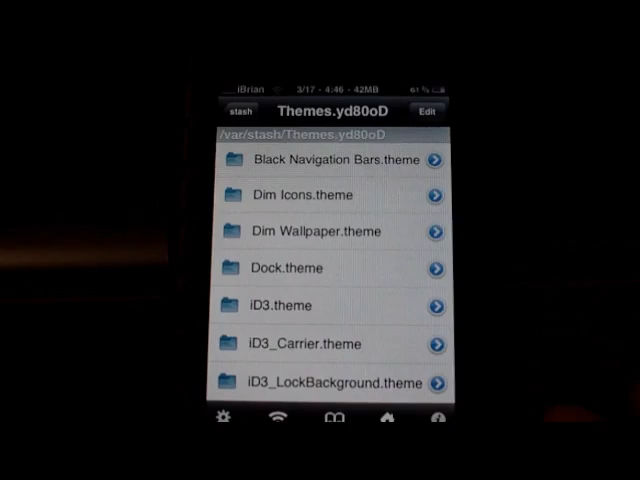 iBrian 3/17 - 4:46 - 42MB 61 %
stash Themes.yd80oD Edit
/var/stash/Themes.yd80oD
Black Navigation Bars.theme
Dim Icons.theme
Dim Wallpaper.theme
Dock.theme
iD3.theme
iD3_Carrier.theme
iD3_LockBackground.theme